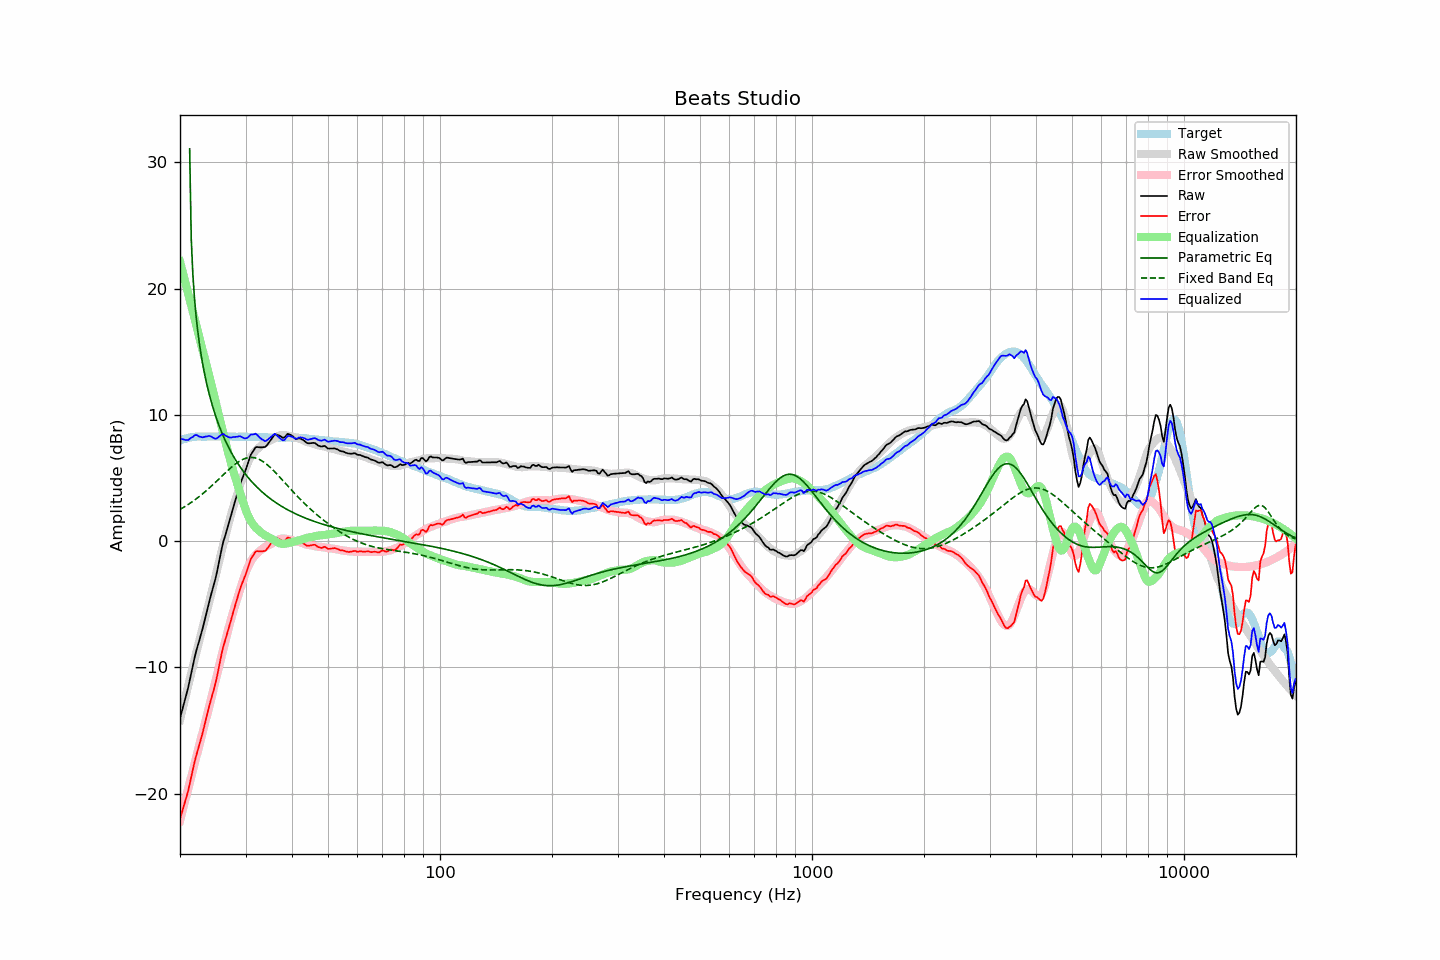 Beats Studio
Target
Raw Smoothed
Error Smoothed
Raw
Error
Equalization
Parametric Eq
Fixed Band Eq
Equalized
30
20
10
0
−10
−20
Amplitude (dBr)
100
1000
10000
Frequency (Hz)